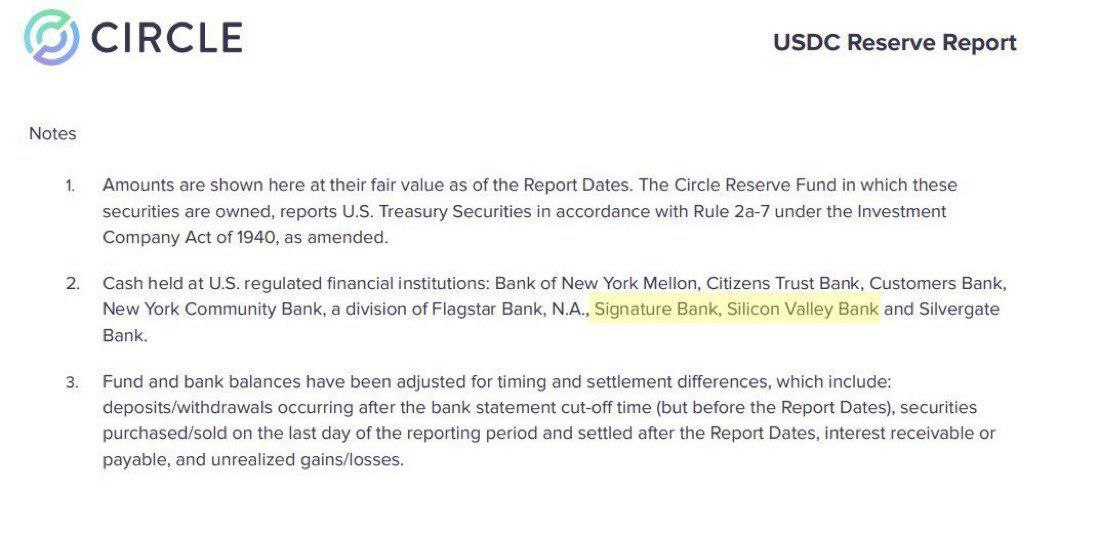 CIRCLE
USDC Reserve Report
Notes
1. Amounts are shown here at their fair value as of the Report Dates. The Circle Reserve Fund in which these
securities are owned, reports U.S. Treasury Securities in accordance with Rule 2a-7 under the Investment
Company Act of 1940, as amended.
2. Cash held at U.S. regulated financial institutions: Bank of New York Mellon, Citizens Trust Bank, Customers Bank,
New York Community Bank, a division of Flagstar Bank, N.A., Signature Bank, Silicon Valley Bank and Silvergate
Bank.
3. Fund and bank balances have been adjusted for timing and settlement differences, which include:
deposits/withdrawals occurring after the bank statement cut-off time (but before the Report Dates), securities
purchased/sold on the last day of the reporting period and settled after the Report Dates, interest receivable or
payable, and unrealized gains/losses.